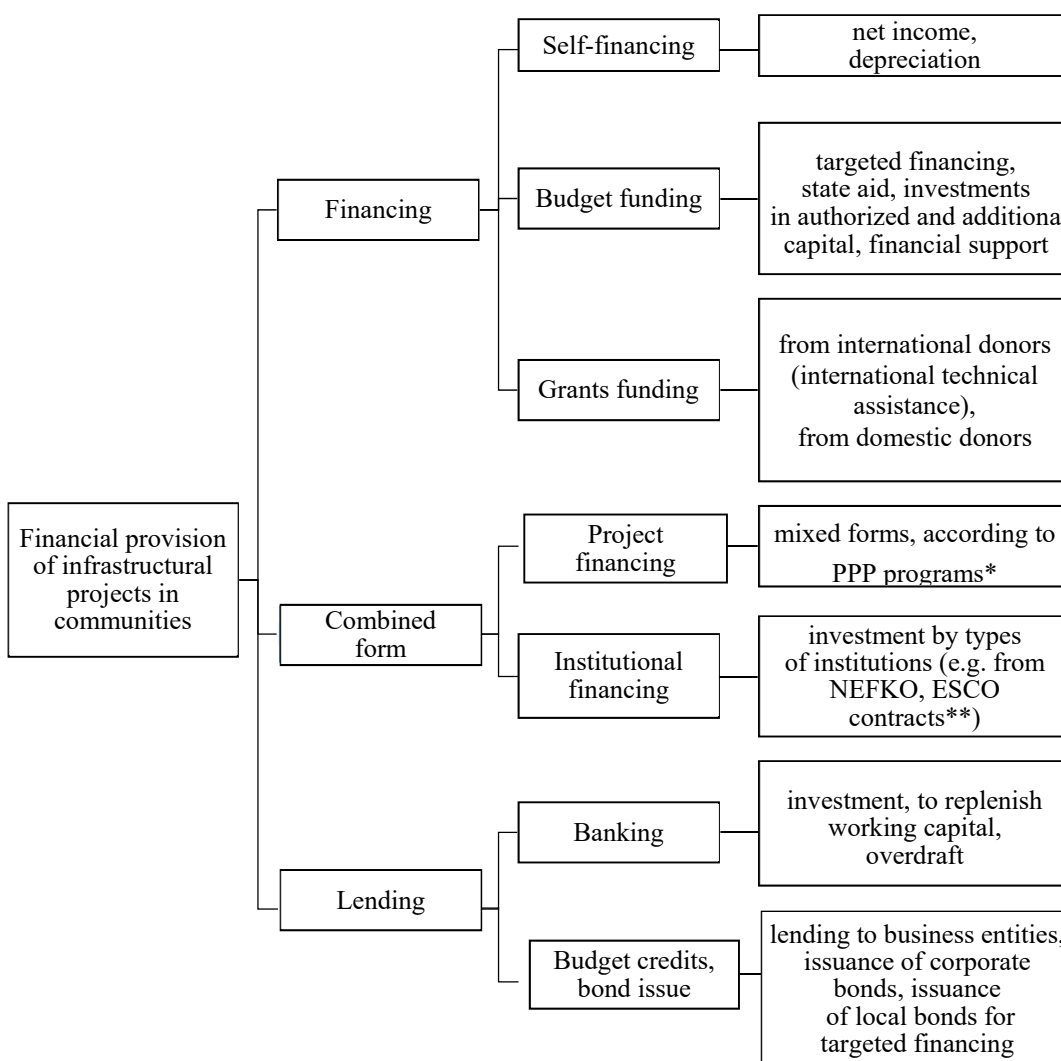 Self-financing
net income,
depreciation
Financing
Budget funding
targeted financing,
state aid, investments
in authorized and additiona
capital, financial support
Grants funding
from international donors
(international technical
assistance),
from domestic donors
Financial provision
of infrastructural
projects in
communities
Combined
form
Project
financing
mixed forms, according to
PPP programs*
Institutional
financing
investment by types
of institutions (e.g. from
NEFKO, ESCO
contracts**)
Lending
Banking
investment, to replenish
working capital,
overdraft
Budget credits,
bond issue
lending to business entities,
issuance of corporate
bonds, issuance
of local bonds for
targeted financing